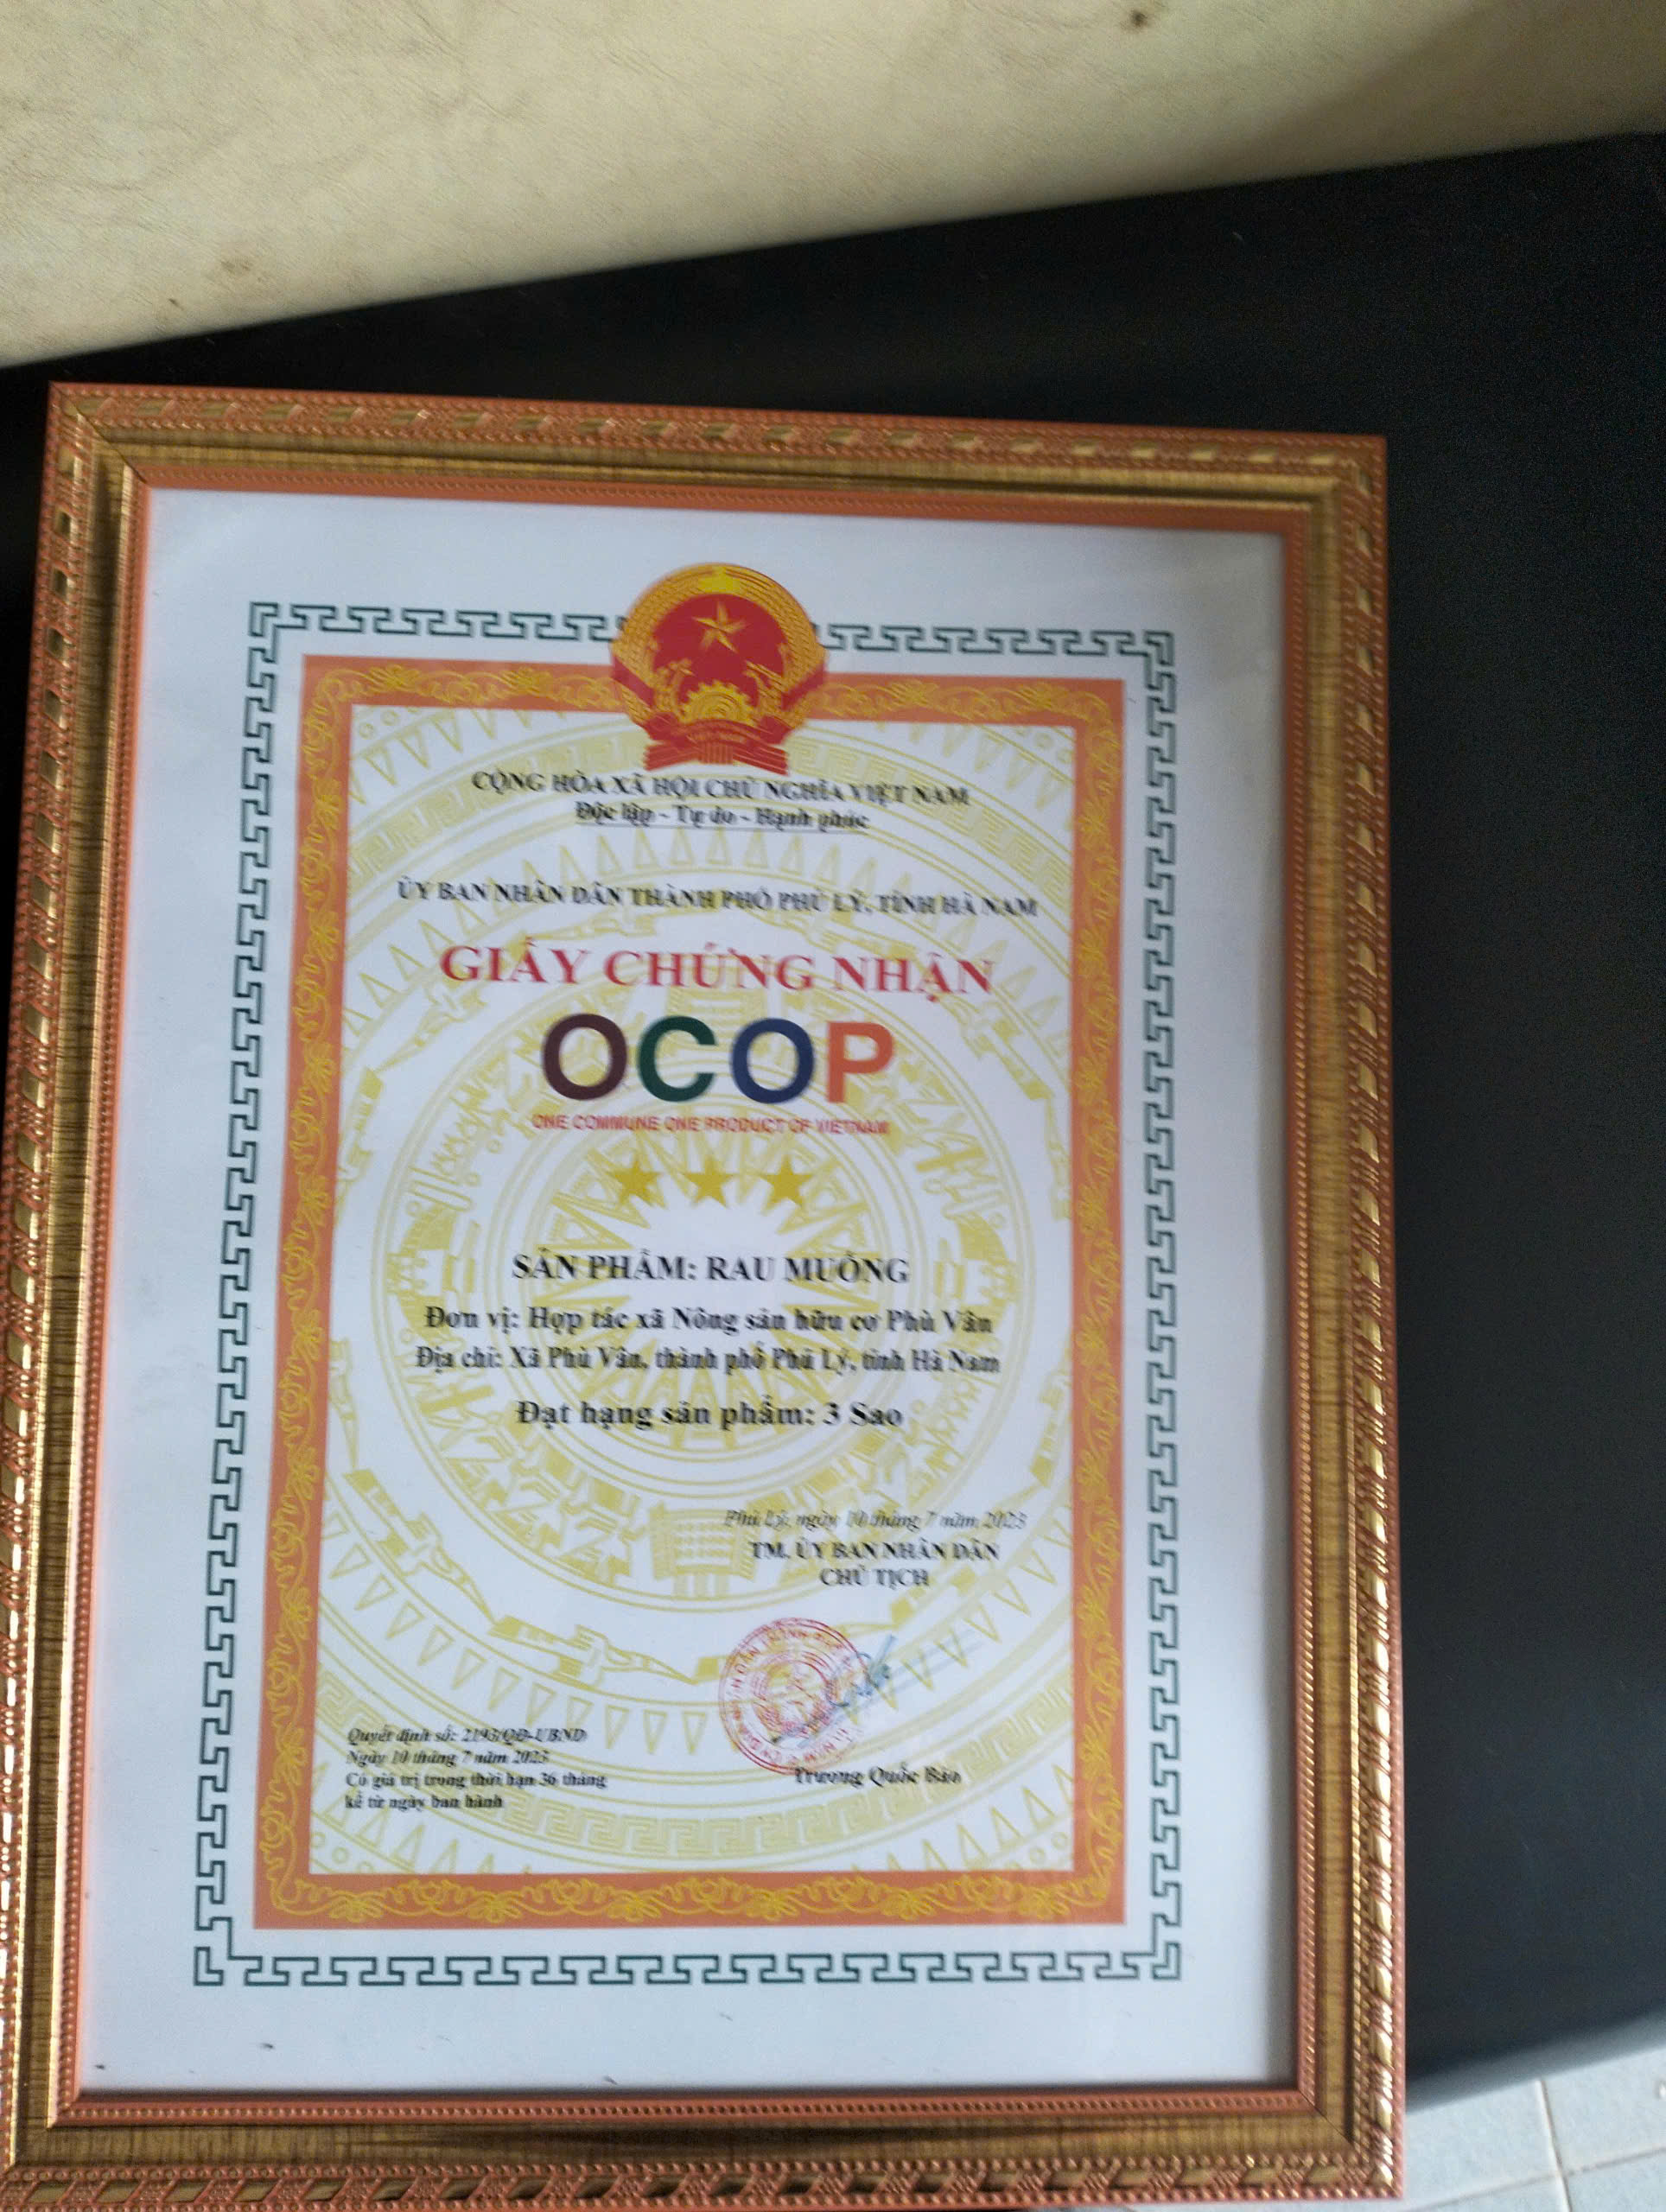 CỘNG HÒA XÃ HỘI CHỦ NGHĨA VIỆT NAM
Độc lập - Tự do - Hạnh phúc
ỦY BAN NHÂN DÂN THÀNH PHỐ PHỦ LÝ, TỈNH HÀ NAM
GIẤY CHỨNG NHẬN
OCOP
ONE COMMUNE ONE PRODUCT OF VIETNAM
SẢN PHẨM: RAU MUỐNG
Đơn vị: Hợp tác xã Nông sản hữu cơ Phù Vân
Địa chỉ: Xã Phù Vân, thành phố Phủ Lý, tỉnh Hà Nam
Đạt hạng sản phẩm: 3 Sao
Phủ Lý, ngày 10 tháng 7 năm 2023
TM. ỦY BAN NHÂN DÂN
CHỦ TỊCH
Trương Quốc Bảo
Quyết định số: 2193/QĐ-UBND
Ngày 10 tháng 7 năm 2023
Có giá trị trong thời hạn 36 tháng
kể từ ngày ban hành